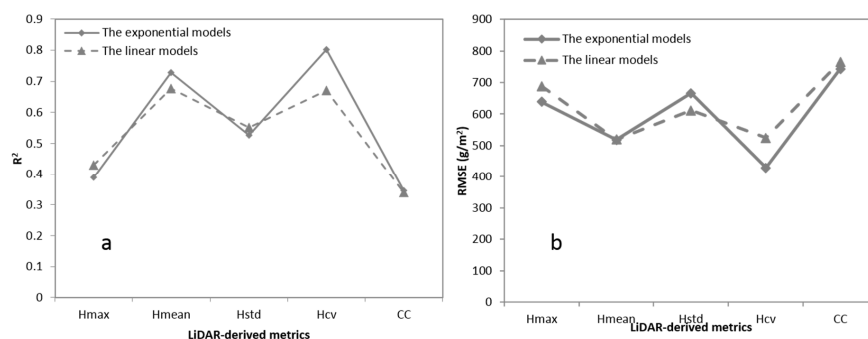 0.9
0.8
0.7
0.6
0.5
0.4
0.3
0.2
0.1
0
R²
The exponential models
The linear models
a
Hmax Hmean Hstd Hcv CC
LiDAR-derived metrics
900
800
700
600
500
400
300
200
100
0
RMSE (g/m²)
The exponential models
The linear models
b
Hmax Hmean Hstd Hcv CC
LiDAR-derived metrics